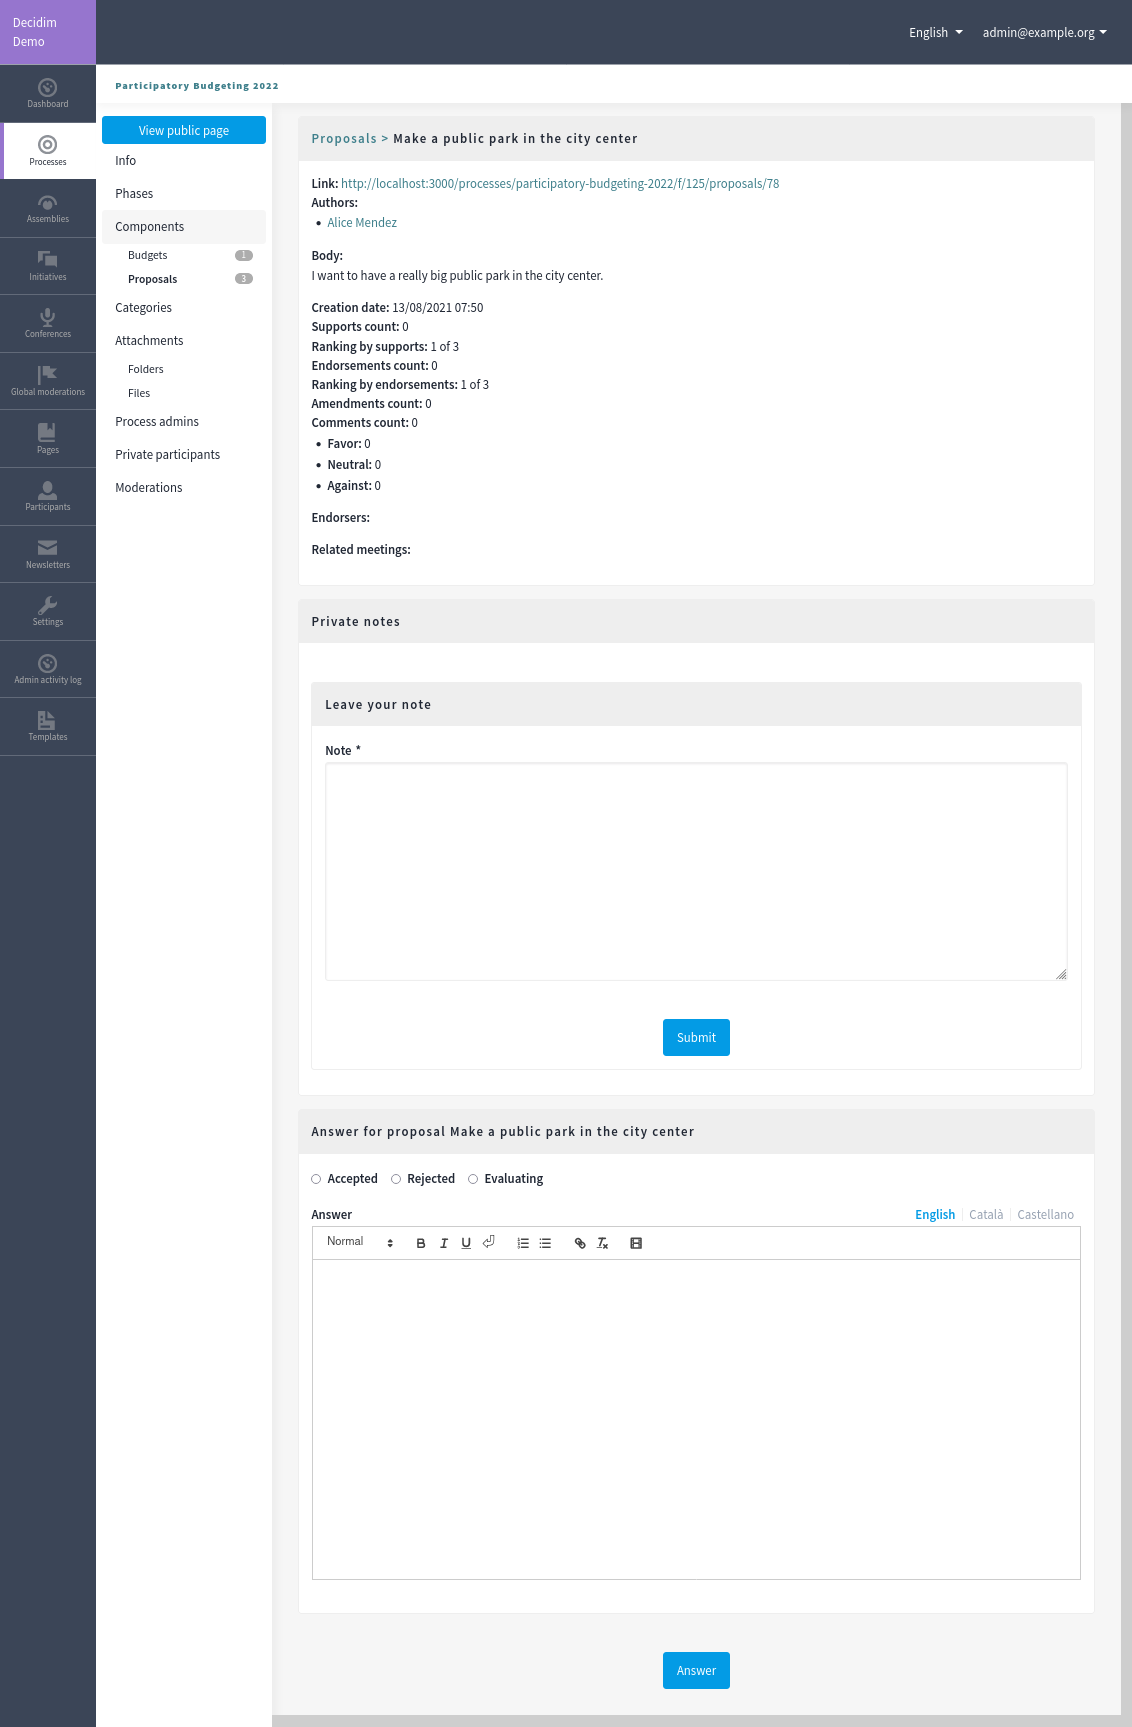 Decidim
Demo
English
admin@example.org
Dashboard
Processes
Assemblies
Initiatives
Conferences
Global moderations
Pages
Participants
Newsletters
Settings
Admin activity log
Templates
Participatory Budgeting 2022
View public page
Info
Phases
Components
Budgets 1
Proposals 3
Categories
Attachments
Folders
Files
Process admins
Private participants
Moderations
Proposals > Make a public park in the city center
Link: http://localhost:3000/processes/participatory-budgeting-2022/f/125/proposals/78
Authors:
• Alice Mendez
Body:
I want to have a really big public park in the city center.
Creation date: 13/08/2021 07:50
Supports count: 0
Ranking by supports: 1 of 3
Endorsements count: 0
Ranking by endorsements: 1 of 3
Amendments count: 0
Comments count: 0
• Favor: 0
• Neutral: 0
• Against: 0
Endorsers:
Related meetings:
Private notes
Leave your note
Note *
Submit
Answer for proposal Make a public park in the city center
Accepted Rejected Evaluating
Answer English Català Castellano
Normal B I U
Answer